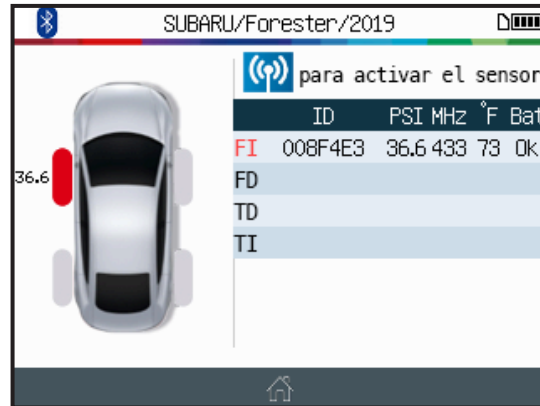 SUBARU/Forester/2019
para activar el sensor
ID PSI MHz °F Bat
FI 008F4E3 36.6 433 73 Ok
36.6
FD
TD
TI